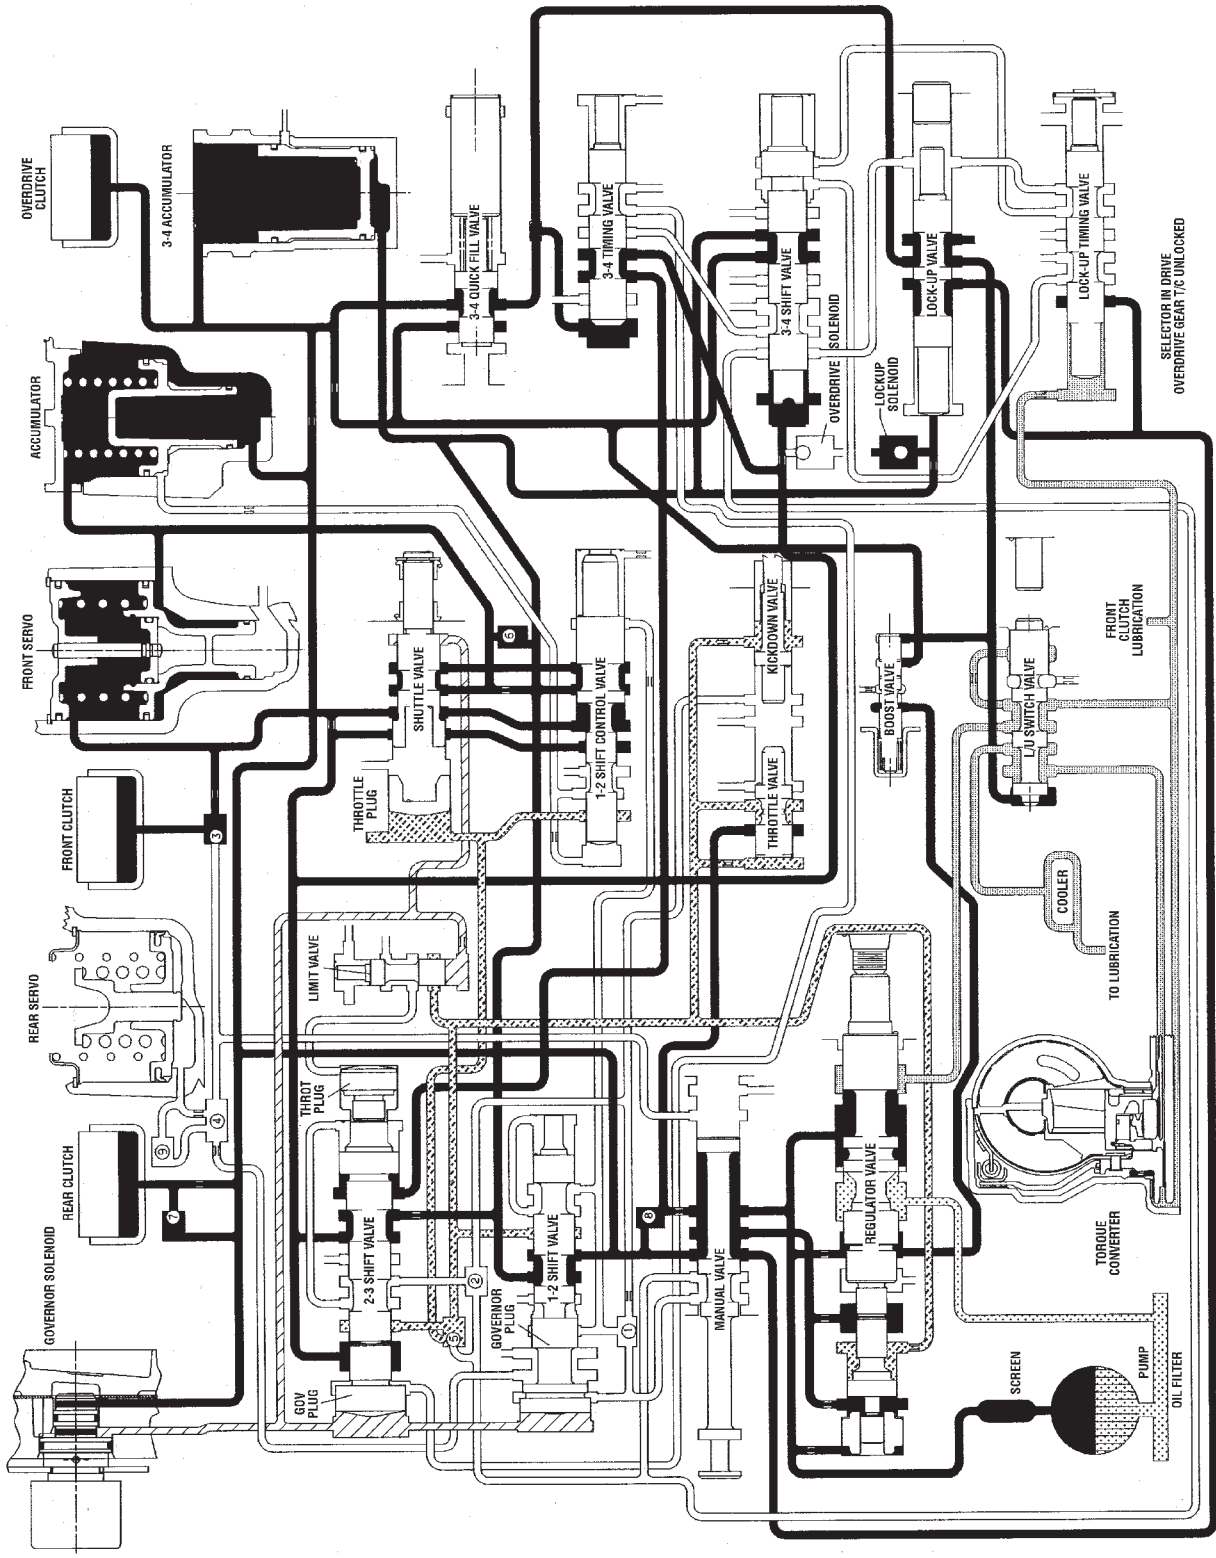 GOVERNOR SOLENOID
REAR CLUTCH
REAR SERVO
FRONT CLUTCH
FRONT SERVO
ACCUMULATOR
OVERDRIVE
CLUTCH
3-4 ACCUMULATOR
7
9
4
3
6
GOV
PLUG
2-3 SHIFT VALVE
THROT
PLUG
LIMIT VALVE
THROTTLE
PLUG
SHUTTLE VALVE
3-4 QUICK FILL VALVE
5
2
GOVERNOR
PLUG
1-2 SHIFT VALVE
1-2 SHIFT CONTROL VALVE
3-4 TIMING VALVE
1
8
MANUAL VALVE
THROTTLE VALVE
KICKDOWN VALVE
3-4 SHIFT VALVE
OVERDRIVE SOLENOID
REGULATOR VALVE
BOOST VALVE
LOCKUP
SOLENOID
LOCK-UP VALVE
SCREEN
PUMP
OIL FILTER
TORQUE
CONVERTER
TO LUBRICATION
COOLER
L/U SWITCH VALVE
FRONT
CLUTCH
LUBRICATION
LOCK-UP TIMING VALVE
SELECTOR IN DRIVE
OVERDRIVE GEAR T/C UNLOCKED